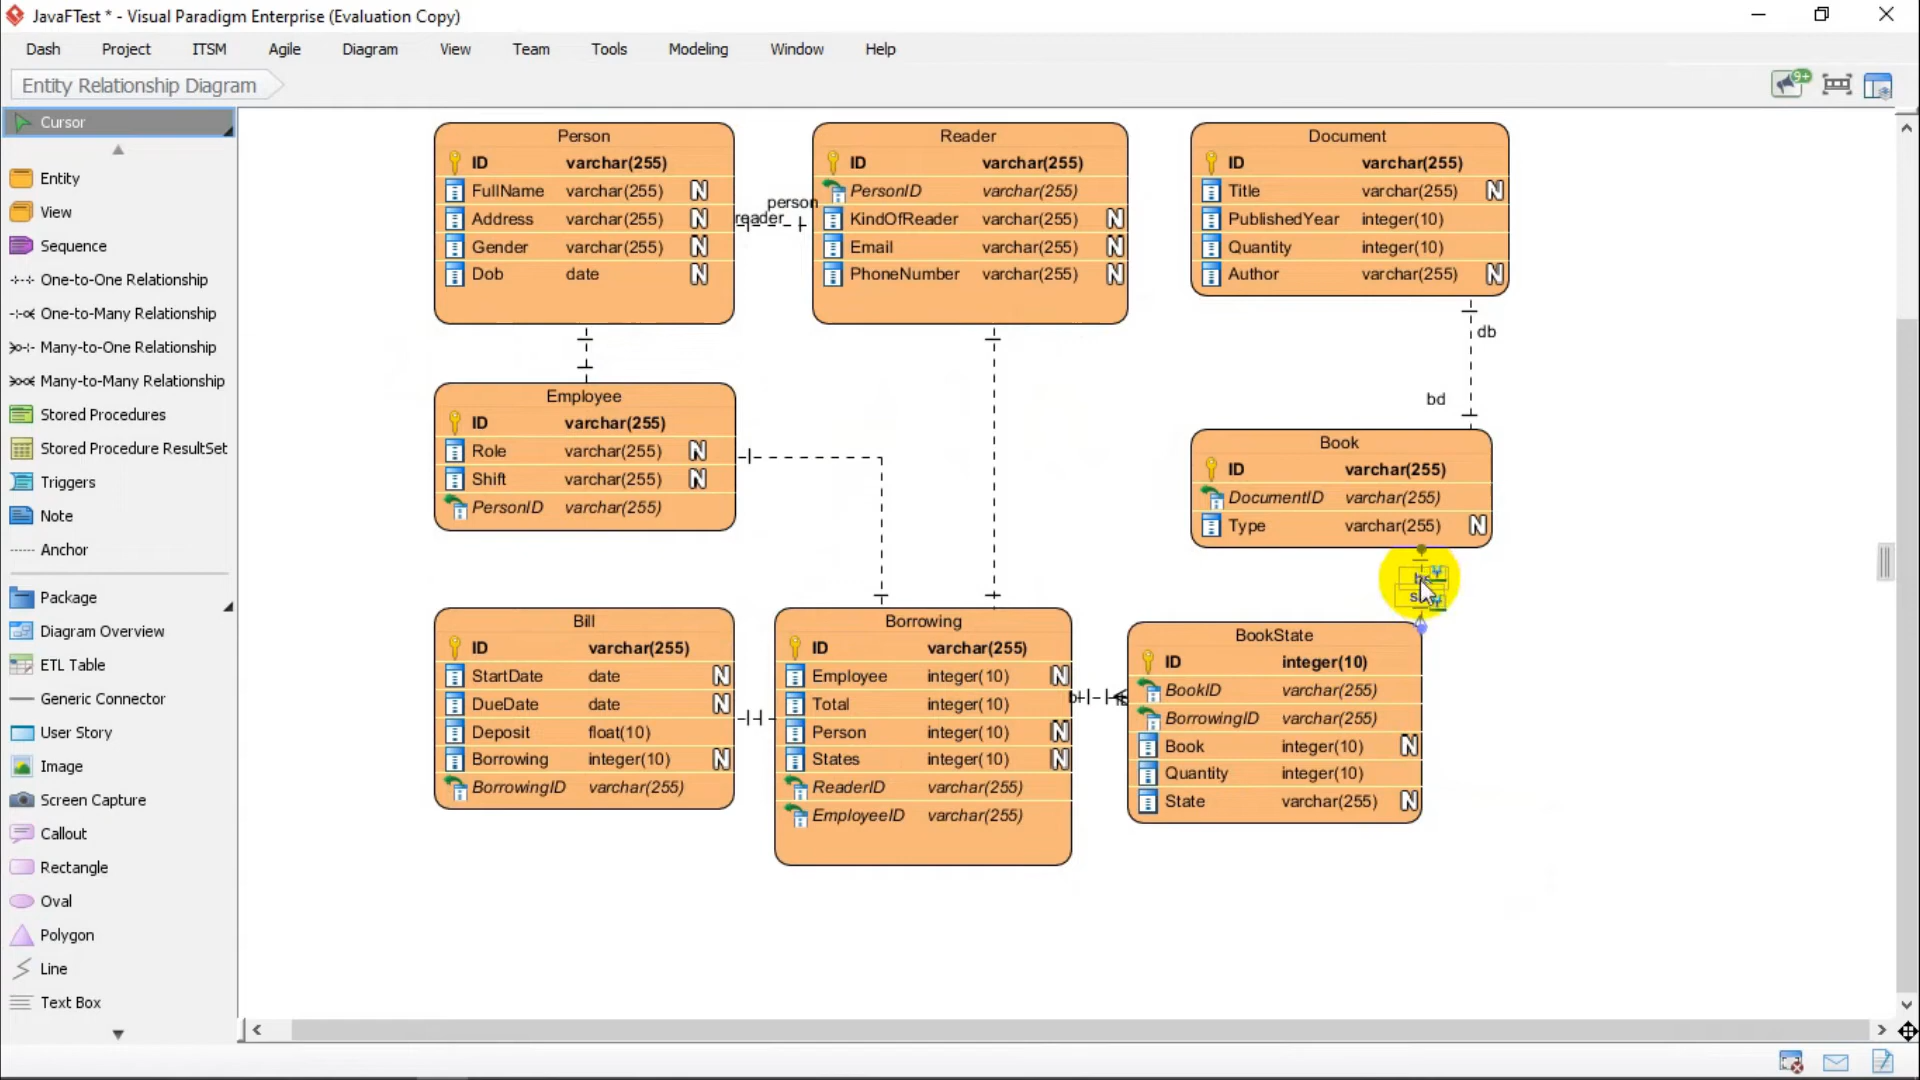 JavaFTest * - Visual Paradigm Enterprise (Evaluation Copy)
Dash Project ITSM Agile Diagram View Team Tools Modeling Window Help
Entity Relationship Diagram
9+
Cursor
Entity
View
Sequence
One-to-One Relationship
One-to-Many Relationship
Many-to-One Relationship
Many-to-Many Relationship
Stored Procedures
Stored Procedure ResultSet
Triggers
Note
Anchor
Package
Diagram Overview
ETL Table
Generic Connector
User Story
Image
Screen Capture
Callout
Rectangle
Oval
Polygon
Line
Text Box
Person
ID varchar(255)
FullName varchar(255) N
Address varchar(255) N
Gender varchar(255) N
Dob date N
person
reader
Reader
ID varchar(255)
PersonID varchar(255)
KindOfReader varchar(255) N
Email varchar(255) N
PhoneNumber varchar(255) N
Document
ID varchar(255)
Title varchar(255) N
PublishedYear integer(10)
Quantity integer(10)
Author varchar(255) N
db
bd
Employee
ID varchar(255)
Role varchar(255) N
Shift varchar(255) N
PersonID varchar(255)
Book
ID varchar(255)
DocumentID varchar(255)
Type varchar(255) N
Bill
ID varchar(255)
StartDate date N
DueDate date N
Deposit float(10)
Borrowing integer(10) N
BorrowingID varchar(255)
Borrowing
ID varchar(255)
Employee integer(10) N
Total integer(10)
Person integer(10) N
States integer(10) N
ReaderID varchar(255)
EmployeeID varchar(255)
BookState
ID integer(10)
BookID varchar(255)
BorrowingID varchar(255)
Book integer(10) N
Quantity integer(10)
State varchar(255) N